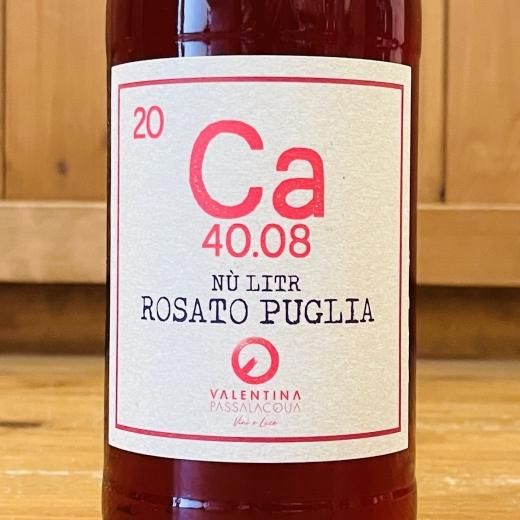 20
Ca
40.08
NÙ LITR
ROSATO PUGLIA
VALENTINA
PASSALACQUA
Vini e Luce